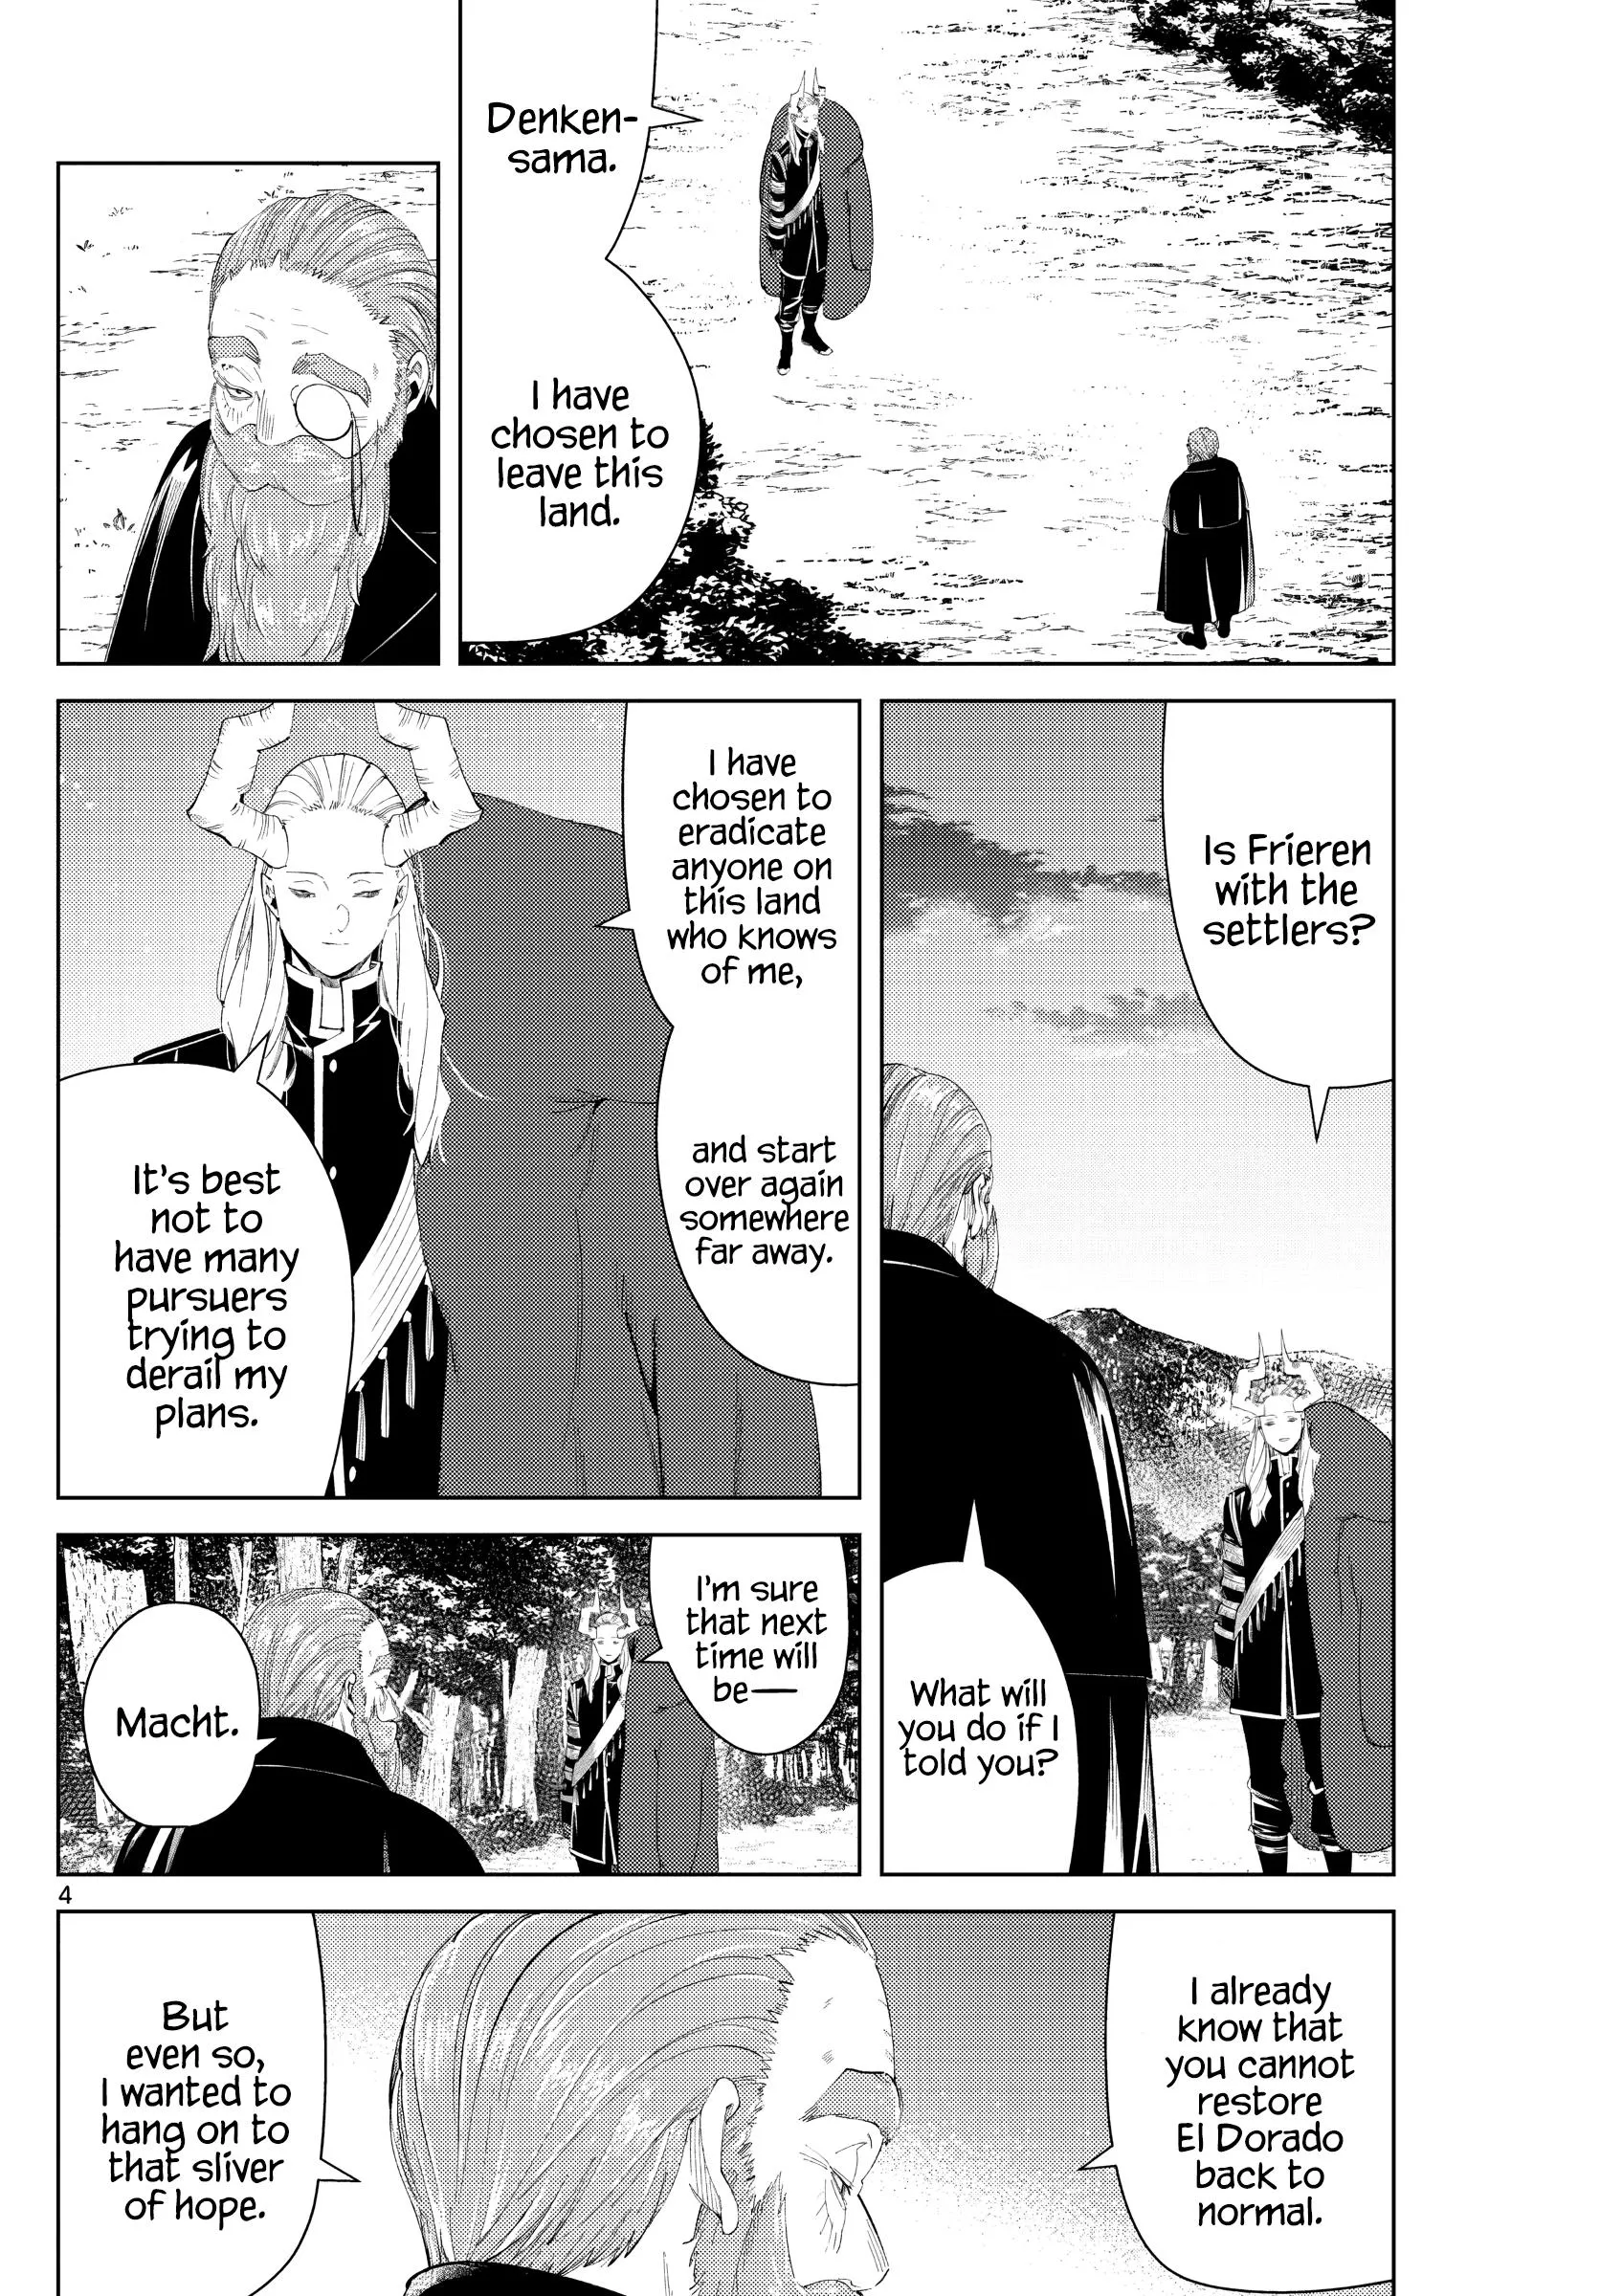 Denken-
sama.
I have
chosen to
leave this
land.
Is Frieren
with the
settlers?
What will
you do if I
told you?
I have
chosen to
eradicate
anyone on
this land
who knows
of me,
and start
over again
somewhere
far away.
It's best
not to
have many
pursuers
trying to
derail my
plans.
I'm sure
that next
time will
be—
Macht.
4
I already
know that
you cannot
restore
El Dorado
back to
normal.
But
even so,
I wanted to
hang on to
that sliver
of hope.